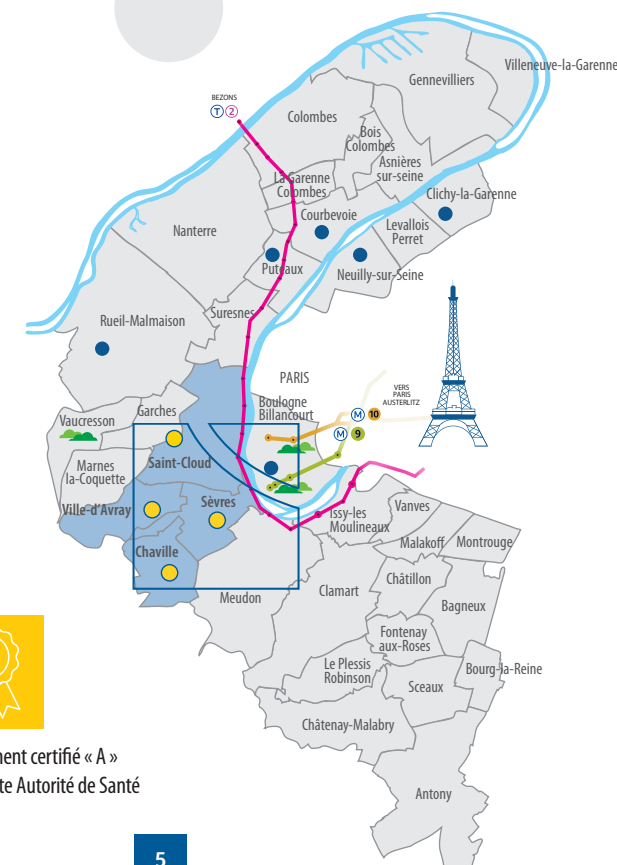 Villeneuve-la-Garenne
Gennevilliers
BEZONS
T 2
Colombes
Bois
Colombes
Asnières
sur-seine
La Garenne
Colombes
Clichy-la-Garenne
Courbevoie
Levallois
Perret
Nanterre
Puteaux
Neuilly-sur-Seine
Suresnes
Rueil-Malmaison
PARIS
VERS
PARIS
AUSTERLITZ
Boulogne
Billancourt
M 10
M 9
Garches
Vaucresson
Saint-Cloud
Marnes
la-Coquette
Ville-d'Avray
Sèvres
Issy-les
Moulineaux
Vanves
Malakoff
Montrouge
Chaville
Meudon
Clamart
Châtillon
Bagneux
Fontenay
aux-Roses
Le Plessis
Robinson
Bourg-la-Reine
Sceaux
Châtenay-Malabry
Antony
ment certifié « A »
te Autorité de Santé
5